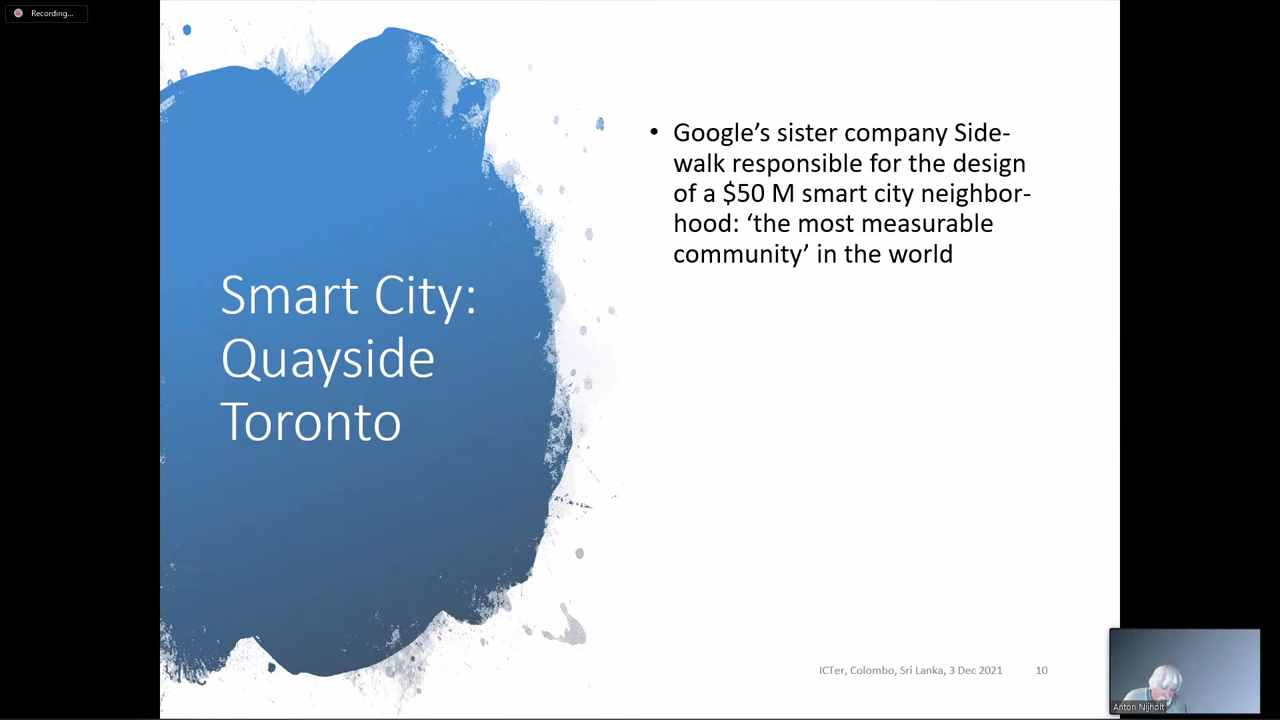 Recording...
Smart City:
Quayside
Toronto
• Google’s sister company Side-
walk responsible for the design
of a $50 M smart city neighbor-
hood: ‘the most measurable
community’ in the world
ICTer, Colombo, Sri Lanka, 3 Dec 2021
10
Anton Nijholt